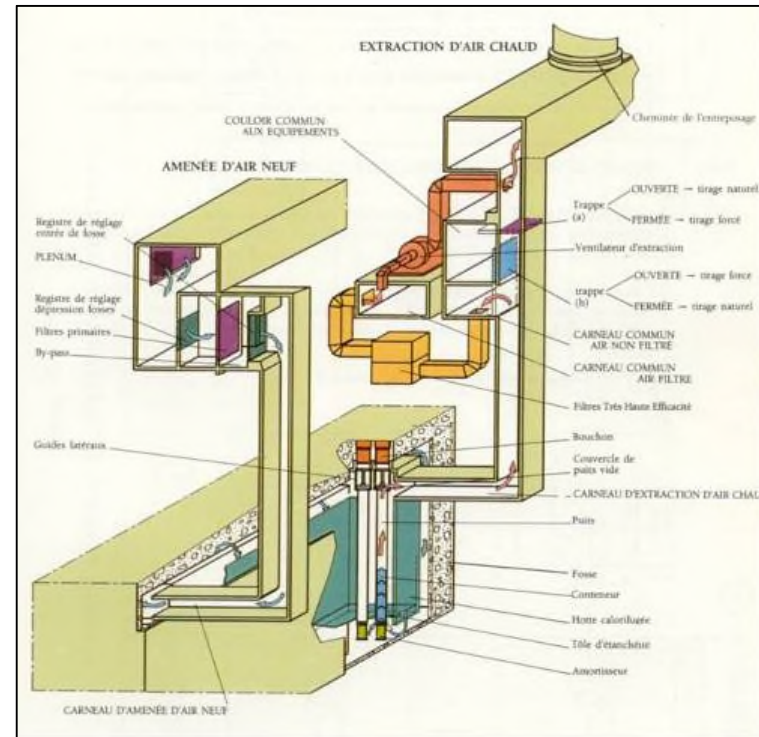 EXTRACTION D'AIR CHAUD
Cheminée de l'entreposage
COULOIR COMMUN
AUX EQUIPEMENTS
AMENÉE D'AIR NEUF
Registre de réglage
entrée de fosse
PLENUM
Registre de réglage
dépression fosses
Filtres primaires
By-pass
Guides latéraux
Trappe
(a)
OUVERTE → tirage naturel
FERMÉE → tirage forcé
Ventilateur d'extraction
trappe
(b)
OUVERTE → tirage force
FERMÉE → tirage naturel
CARNEAU COMMUN
AIR NON FILTRÉ
CARNEAU COMMUN
AIR FILTRE
Filtres Très Haute Efficacité
Bouchon
Couvercle de
puits vide
CARNEAU D'EXTRACTION D'AIR CHAU
Puits
Fosse
Conteneur
Hotte calorifugée
Tôle d'étanchéité
Amortisseur
CARNEAU D'AMENÉE D'AIR NEUF